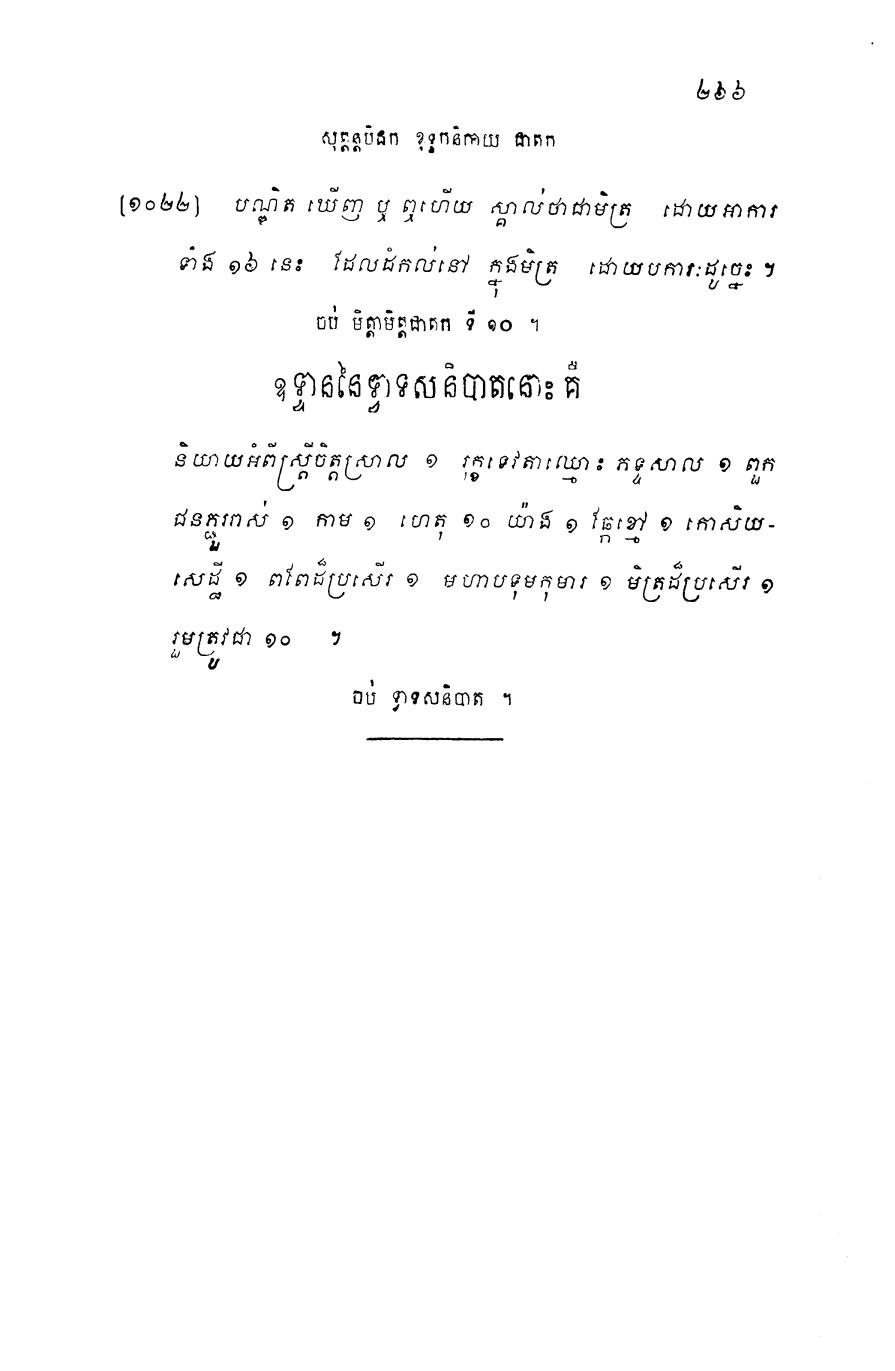 ២៦៦
សុត្តន្តបិដក ខុទ្ទកនិកាយ ជាតក
[១០៤៤] បណ្ឌិត ឃើញ ឬ ឮហើយ ស្គាល់ថាជាមិត្រ ដោយអាការ
ទាំង ១៦ នេះ ដែលដំកល់នៅ ក្នុងមិត្រ ដោយបការៈដូច្នេះ ។
ចប់ មិត្តាមិត្តជាតក ទី ១០ ។
ឧទ្ទាននៃទ្វាទសនិបាតនោះ គឺ
និយាយអំពីស្ត្រីចិត្តស្រាល ១ រុក្ខទេវតាឈ្មោះ ភទ្ទសាល ១ ពួក
ជនភ្ជួររាស់ ១ កាម ១ ហេតុ ១០ យ៉ាង ១ ឆ្កែខ្មៅ ១ កោសិយ-
សេដ្ឋី ១ ពពែដ៏ប្រសើរ ១ មហាបទុមកុមារ ១ មិត្រដ៏ប្រសើរ ១
រួមត្រូវជា ១០ ។
ចប់ ទ្វាទសនិបាត ។